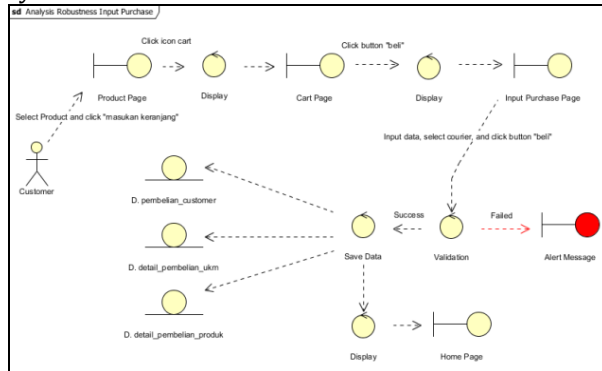 sd Analysis Robustness Input Purchase
Click icon cart
Click button "beli"
Product Page
Display
Cart Page
Display
Input Purchase Page
Select Product and click "masukan keranjang"
Input data, select courier, and click button "beli"
Customer
D. pembelian_customer
Success
Failed
D. detail_pembelian_ukm
Save Data
Validation
Alert Message
D. detail_pembelian_produk
Display
Home Page